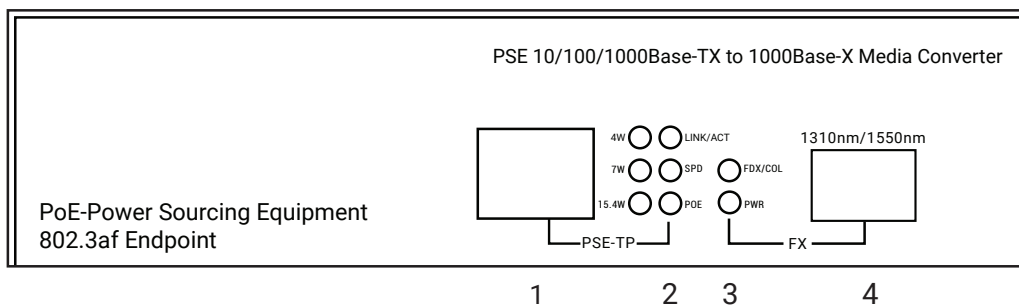 PSE 10/100/1000Base-TX to 1000Base-X Media Converter
4W LINK/ACT 1310nm/1550nm
7W SPD FDX/COL
15.4W POE PWR
PoE-Power Sourcing Equipment
802.3af Endpoint
PSE-TP FX
1 2 3 4